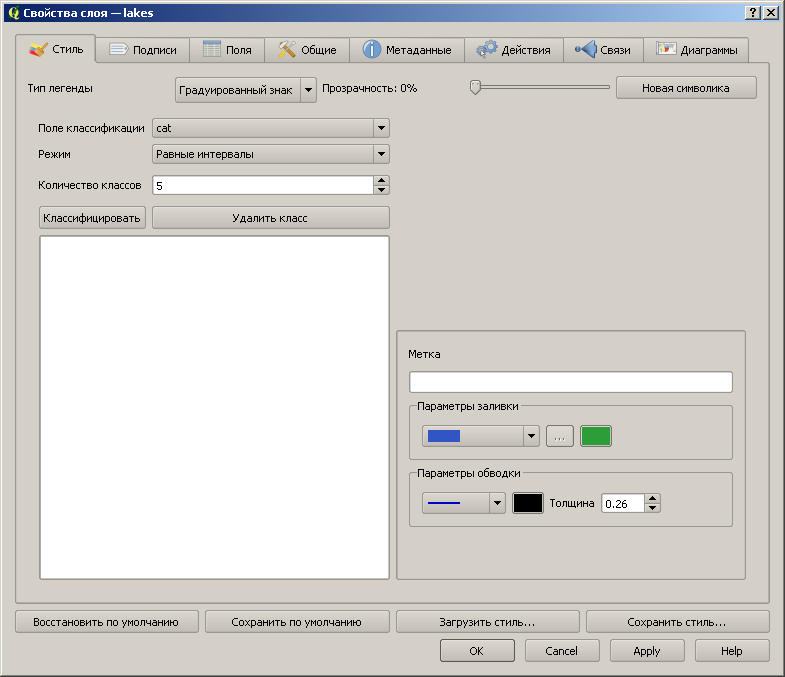 Свойства слоя — lakes
Стиль Подписи Поля Общие Метаданные Действия Связи Диаграммы
Тип легенды Градуированный знак Прозрачность: 0% Новая символика
Поле классификации cat
Режим Равные интервалы
Количество классов 5
Классифицировать Удалить класс
Метка
Параметры заливки
...
Параметры обводки
Толщина 0.26
Восстановить по умолчанию Сохранить по умолчанию Загрузить стиль... Сохранить стиль...
OK Cancel Apply Help